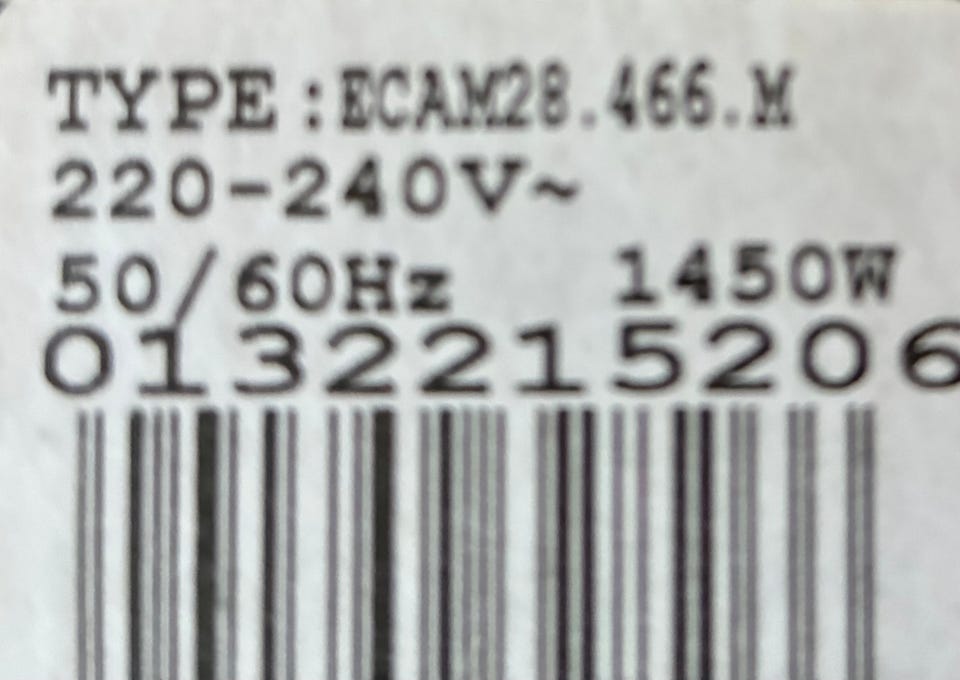 TYPE :ECAM28.466.M
220-240V~
50/60Hz 1450W
0132215206